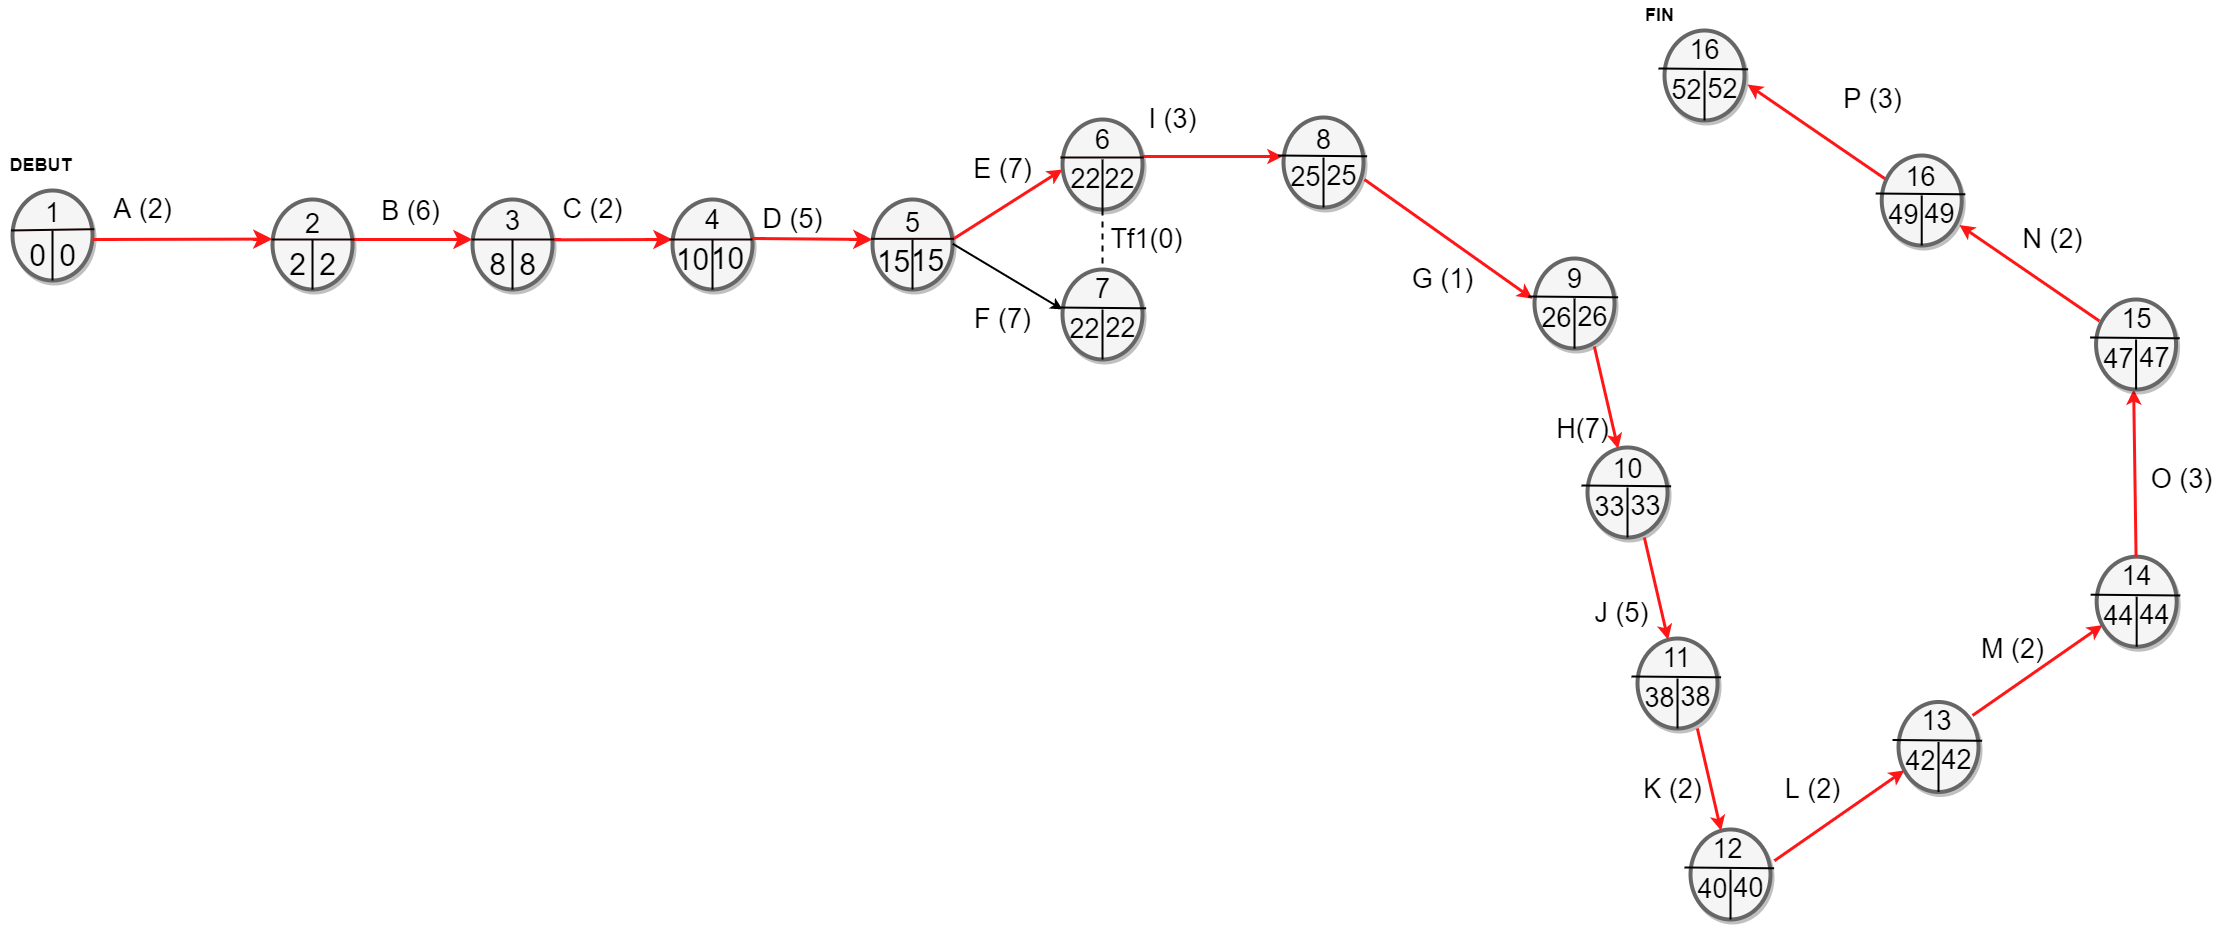 DEBUT
1
0 0
A (2)
2
2 2
B (6)
3
8 8
C (2)
4
10 10
D (5)
5
15 15
E (7)
F (7)
6
22 22
Tf1(0)
7
22 22
I (3)
8
25 25
G (1)
9
26 26
H(7)
10
33 33
J (5)
11
38 38
K (2)
12
40 40
L (2)
13
42 42
M (2)
14
44 44
O (3)
15
47 47
N (2)
16
49 49
P (3)
FIN
16
52 52